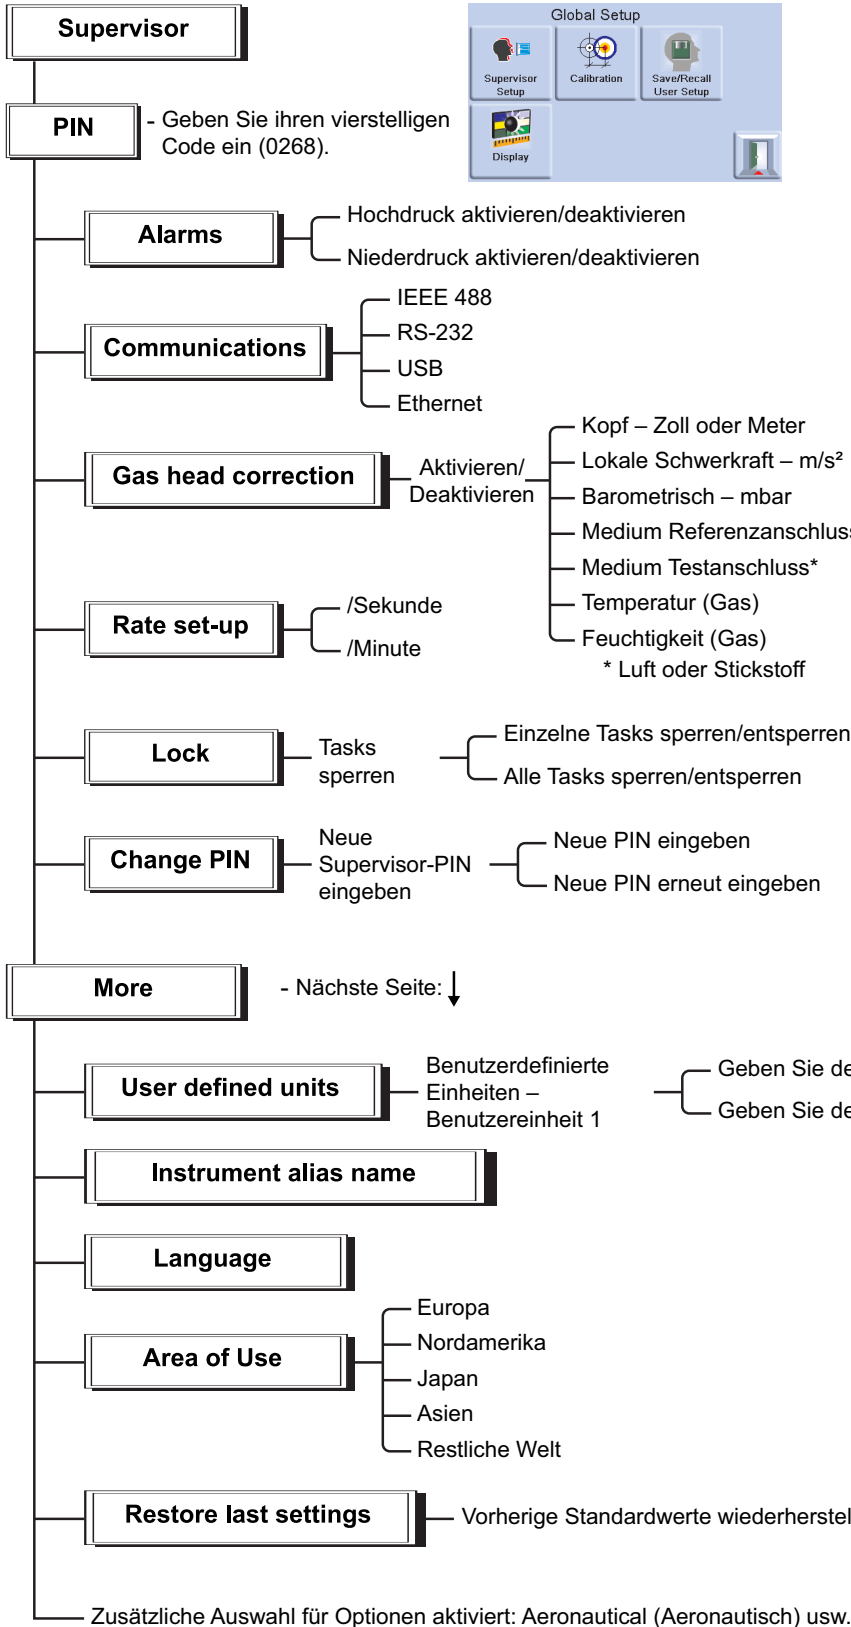 Supervisor
Global Setup
Supervisor
Setup
Calibration
Save/Recall
User Setup
Display
PIN
- Geben Sie ihren vierstelligen
Code ein (0268).
Alarms
Hochdruck aktivieren/deaktivieren
Niederdruck aktivieren/deaktivieren
Communications
IEEE 488
RS-232
USB
Ethernet
Gas head correction
Aktivieren/
Deaktivieren
Kopf – Zoll oder Meter
Lokale Schwerkraft – m/s²
Barometrisch – mbar
Medium Referenzanschluss
Medium Testanschluss*
Temperatur (Gas)
Feuchtigkeit (Gas)
* Luft oder Stickstoff
Rate set-up
/Sekunde
/Minute
Lock
Tasks
sperren
Einzelne Tasks sperren/entsperren
Alle Tasks sperren/entsperren
Change PIN
Neue
Supervisor-PIN
eingeben
Neue PIN eingeben
Neue PIN erneut eingeben
More
- Nächste Seite:
User defined units
Benutzerdefinierte
Einheiten –
Benutzereinheit 1
Geben Sie de
Geben Sie de
Instrument alias name
Language
Area of Use
Europa
Nordamerika
Japan
Asien
Restliche Welt
Restore last settings
Vorherige Standardwerte wiederherstel
Zusätzliche Auswahl für Optionen aktiviert: Aeronautical (Aeronautisch) usw.